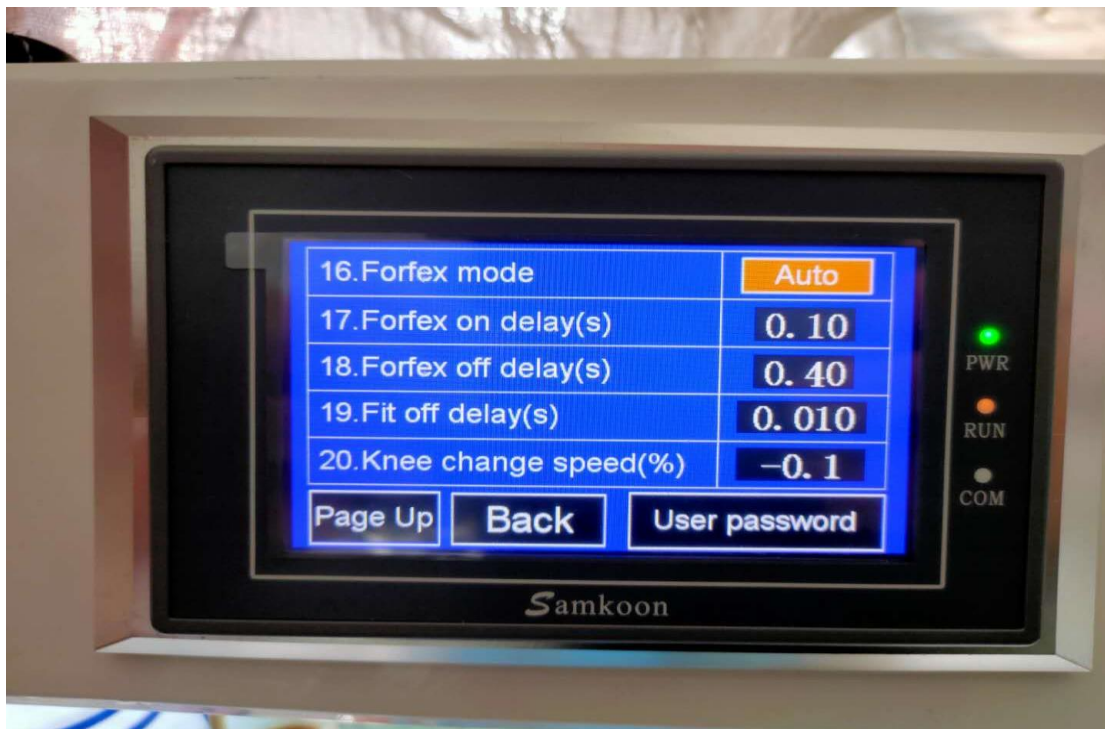 16.Forfex mode Auto
17.Forfex on delay(s) 0.10
18.Forfex off delay(s) 0.40
19.Fit off delay(s) 0.010
20.Knee change speed(%) -0.1
Page Up Back User password
PWR
RUN
COM
Samkoon